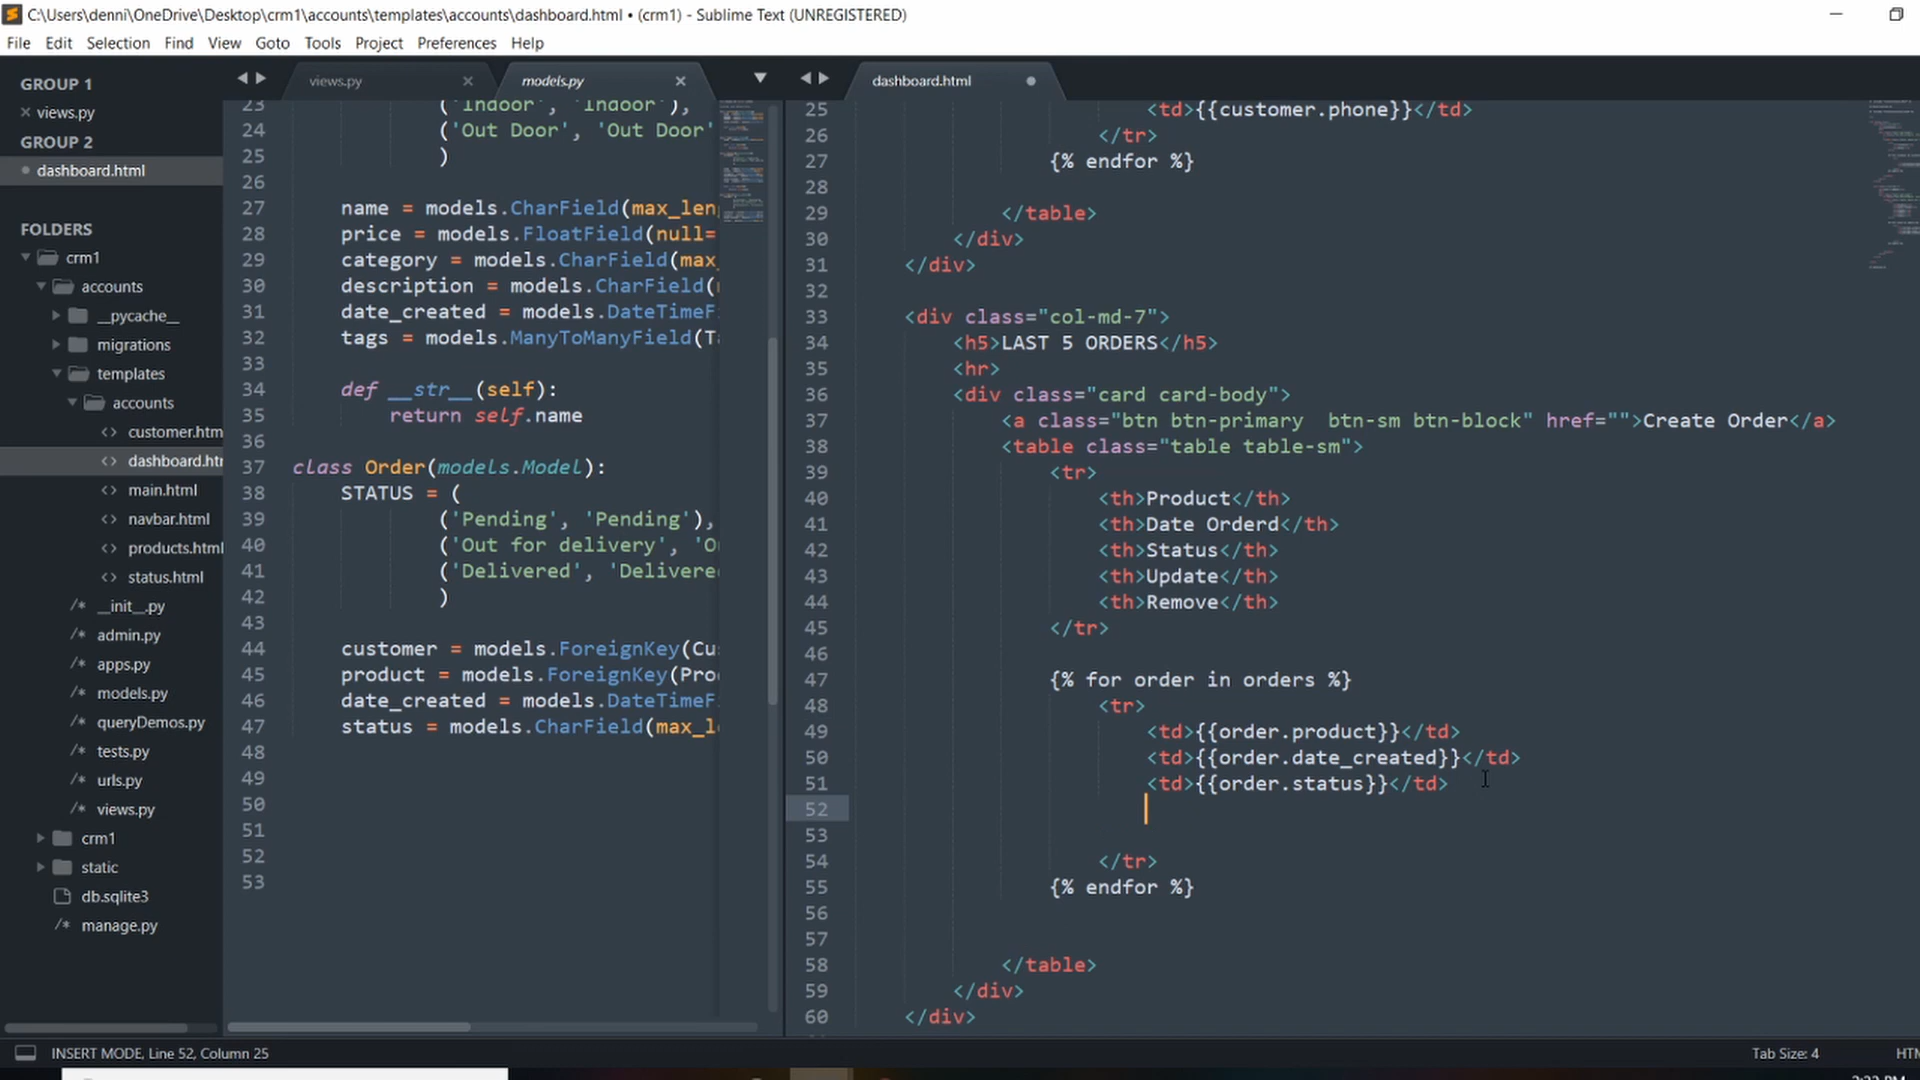 C:\Users\denni\OneDrive\Desktop\crm1\accounts\templates\accounts\dashboard.html • (crm1) - Sublime Text (UNREGISTERED)
File Edit Selection Find View Goto Tools Project Preferences Help
GROUP 1
views.py
GROUP 2
dashboard.html
FOLDERS
crm1
accounts
__pycache__
migrations
templates
accounts
customer.htm
dashboard.htm
main.html
navbar.html
products.html
status.html
/* __init__.py
/* admin.py
/* apps.py
/* models.py
/* queryDemos.py
/* tests.py
/* urls.py
/* views.py
crm1
static
db.sqlite3
/* manage.py
views.py models.py
23 ('Indoor', 'Indoor'),
24 ('Out Door', 'Out Door'
25 )
26
27 name = models.CharField(max_len
28 price = models.FloatField(null=
29 category = models.CharField(max_
30 description = models.CharField(
31 date_created = models.DateTimeF
32 tags = models.ManyToManyField(T
33
34 def __str__(self):
35 return self.name
36
37 class Order(models.Model):
38 STATUS = (
39 ('Pending', 'Pending'),
40 ('Out for delivery', 'O
41 ('Delivered', 'Delivere
42 )
43
44 customer = models.ForeignKey(Cu
45 product = models.ForeignKey(Pro
46 date_created = models.DateTimeF
47 status = models.CharField(max_l
48
49
50
51
52
53
dashboard.html
25 <td>{{customer.phone}}</td>
26 </tr>
27 {% endfor %}
28
29 </table>
30 </div>
31 </div>
32
33 <div class="col-md-7">
34 <h5>LAST 5 ORDERS</h5>
35 <hr>
36 <div class="card card-body">
37 <a class="btn btn-primary  btn-sm btn-block" href="">Create Order</a>
38 <table class="table table-sm">
39 <tr>
40 <th>Product</th>
41 <th>Date Orderd</th>
42 <th>Status</th>
43 <th>Update</th>
44 <th>Remove</th>
45 </tr>
46
47 {% for order in orders %}
48 <tr>
49 <td>{{order.product}}</td>
50 <td>{{order.date_created}}</td>
51 <td>{{order.status}}</td>
52
53
54 </tr>
55 {% endfor %}
56
57
58 </table>
59 </div>
60 </div>
INSERT MODE, Line 52, Column 25
Tab Size: 4